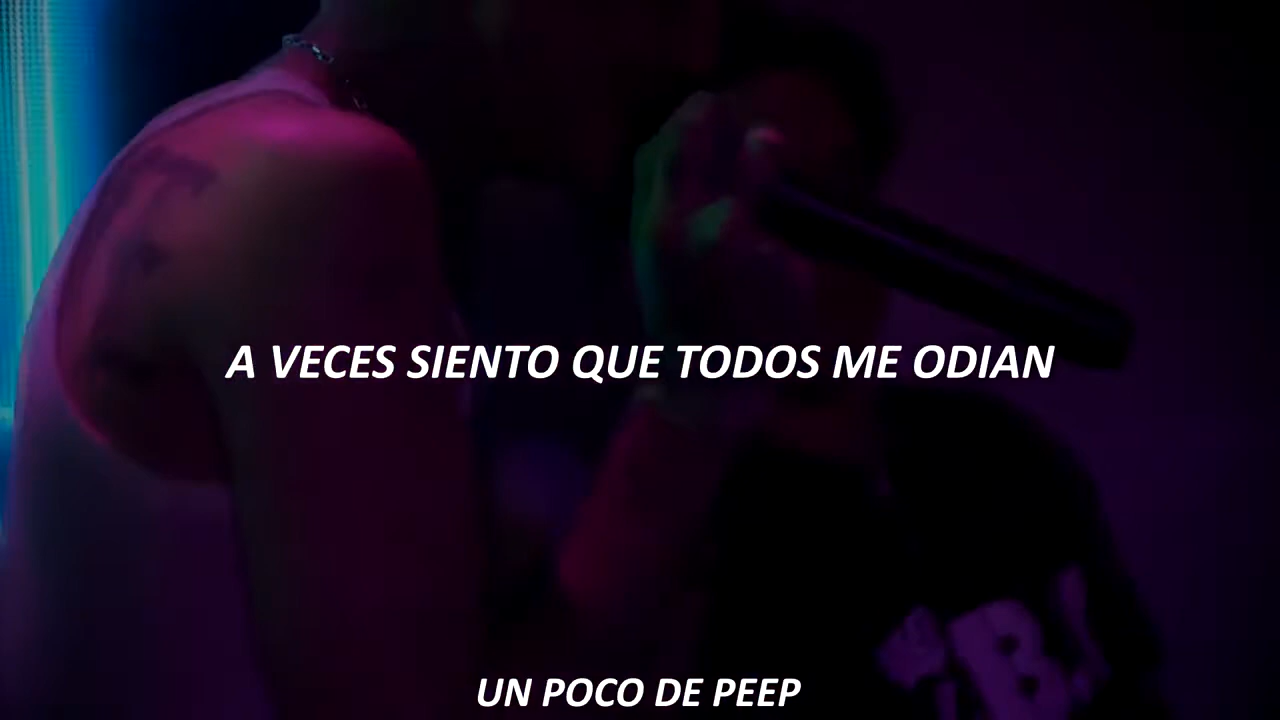 A VECES SIENTO QUE TODOS ME ODIAN
UN POCO DE PEEP